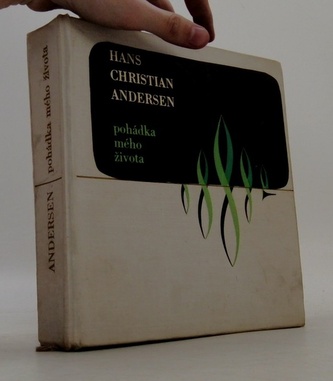 HANS
CHRISTIAN
ANDERSEN
pohádka
mého
života
ANDERSEN pohádka mého života